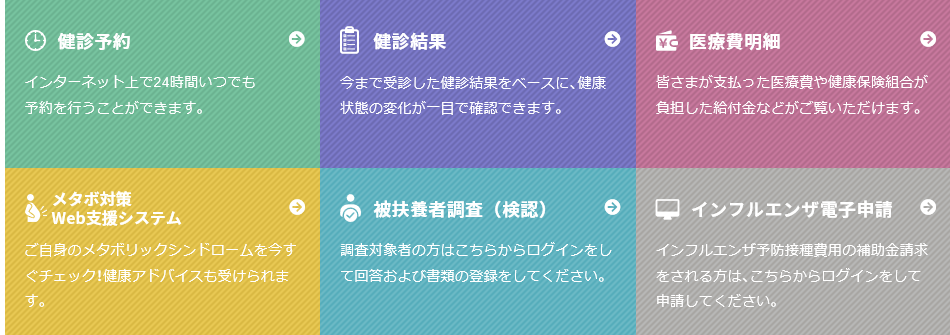 健診予約
インターネット上で24時間いつでも
予約を行うことができます。
健診結果
今まで受診した健診結果をベースに、健康
状態の変化が一目で確認できます。
医療費明細
皆さまが支払った医療費や健康保険組合が
負担した給付金などがご覧いただけます。
メタボ対策
Web支援システム
ご自身のメタボリックシンドロームを今す
ぐチェック!健康アドバイスも受けられま
す。
被扶養者調査（検認）
調査対象者の方はこちらからログインをし
て回答および書類の登録をしてください。
インフルエンザ電子申請
インフルエンザ予防接種費用の補助金請求
をされる方は、こちらからログインをして
申請してください。